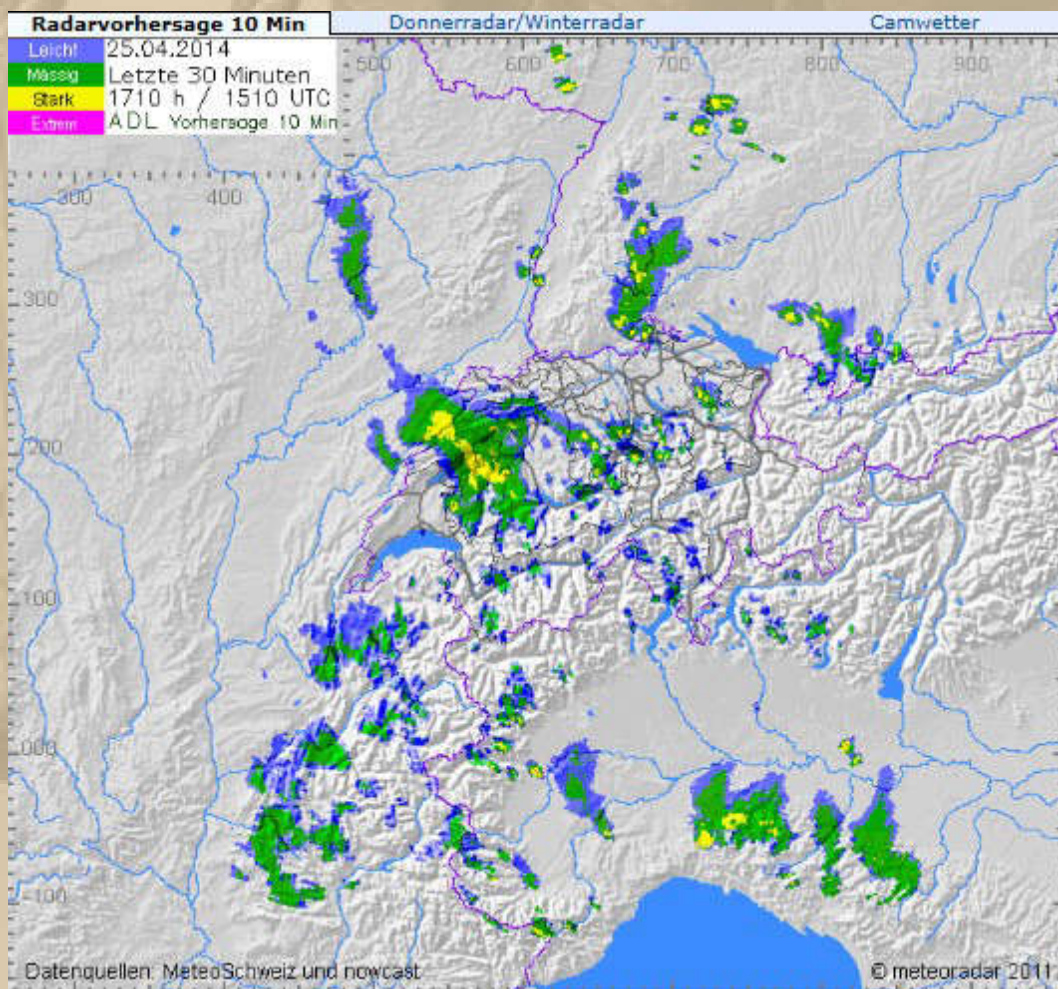 Radarvorhersage 10 Min
Donnerradar/Winterradar
Camwetter
Leicht 25.04.2014
Mässig Letzte 30 Minuten
Stark 1710 h / 1510 UTC
Extrem ADL Vorhersage 10 Min
500 600 700 800 900
300 400
300
200
100
000
-100
Datenquellen: MeteoSchweiz und nowcast
© meteoradar 2011